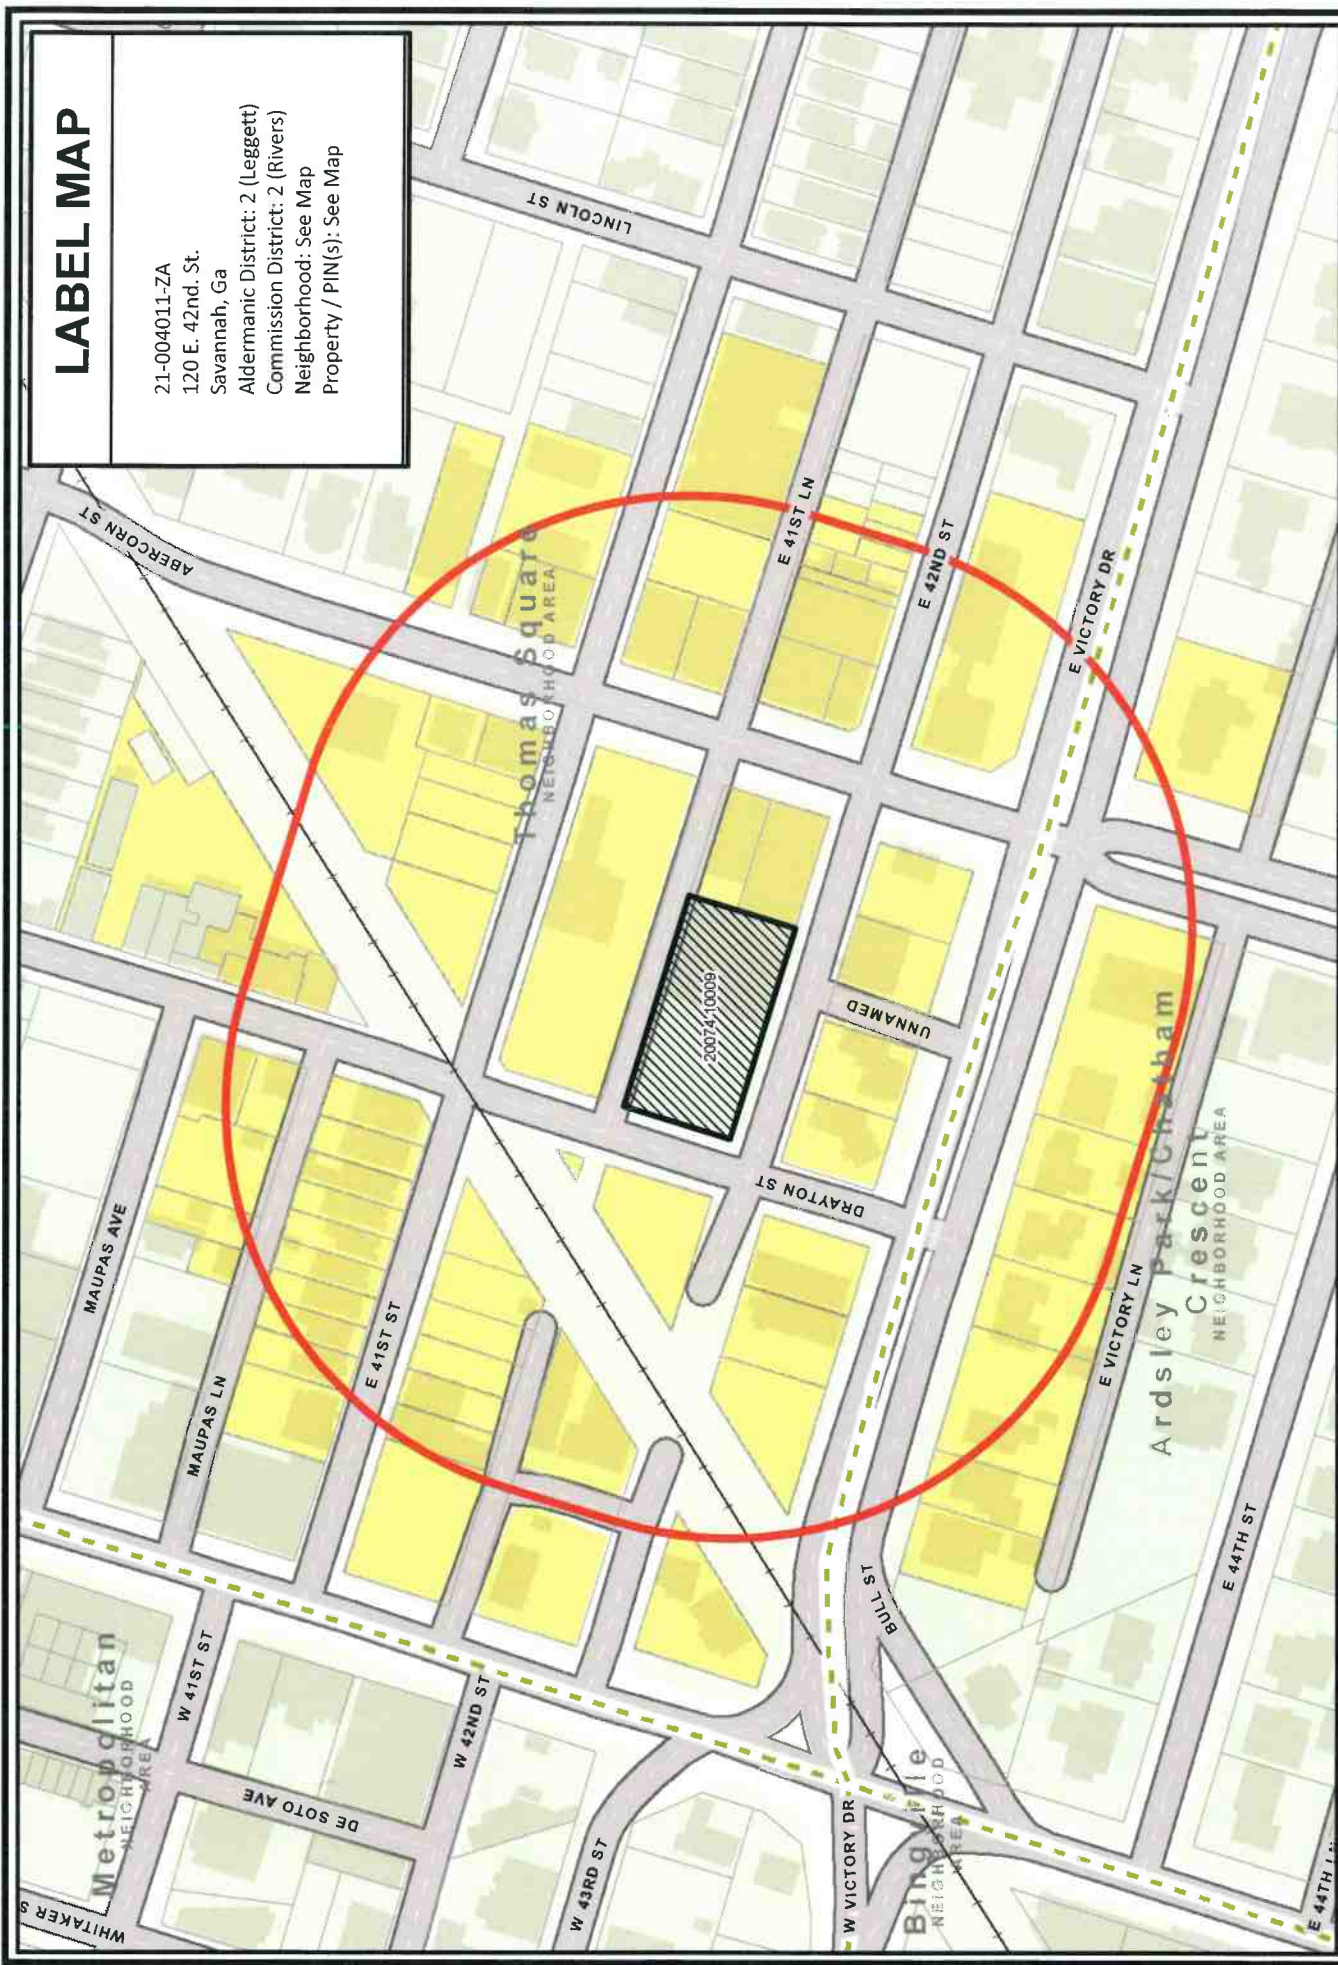 LABEL MAP
21-004011-ZA
120 E. 42nd. St.
Savannah, Ga
Aldermanic District: 2 (Leggett)
Commission District: 2 (Rivers)
Neighborhood: See Map
Property / PIN(s): See Map
Metropolitan
NEIGHBORHOOD
AREA
WHITAKER S
W 41ST ST
DE SOTO AVE
W 42ND ST
W 43RD ST
W VICTORY DR
NEIGHBORHOOD
AREA
BULL ST
MAUPAS AVE
MAUPAS LN
E 41ST ST
DRAYTON ST
UNNAMED
200741 10009
Thomas Square
NEIGHBORHOOD AREA
ABERCORN ST
LINCOLN ST
E 41ST LN
E 42ND ST
E VICTORY DR
E VICTORY LN
Ardsley Park/Chatham
Crescent
NEIGHBORHOOD AREA
E 44TH ST
E 44TH